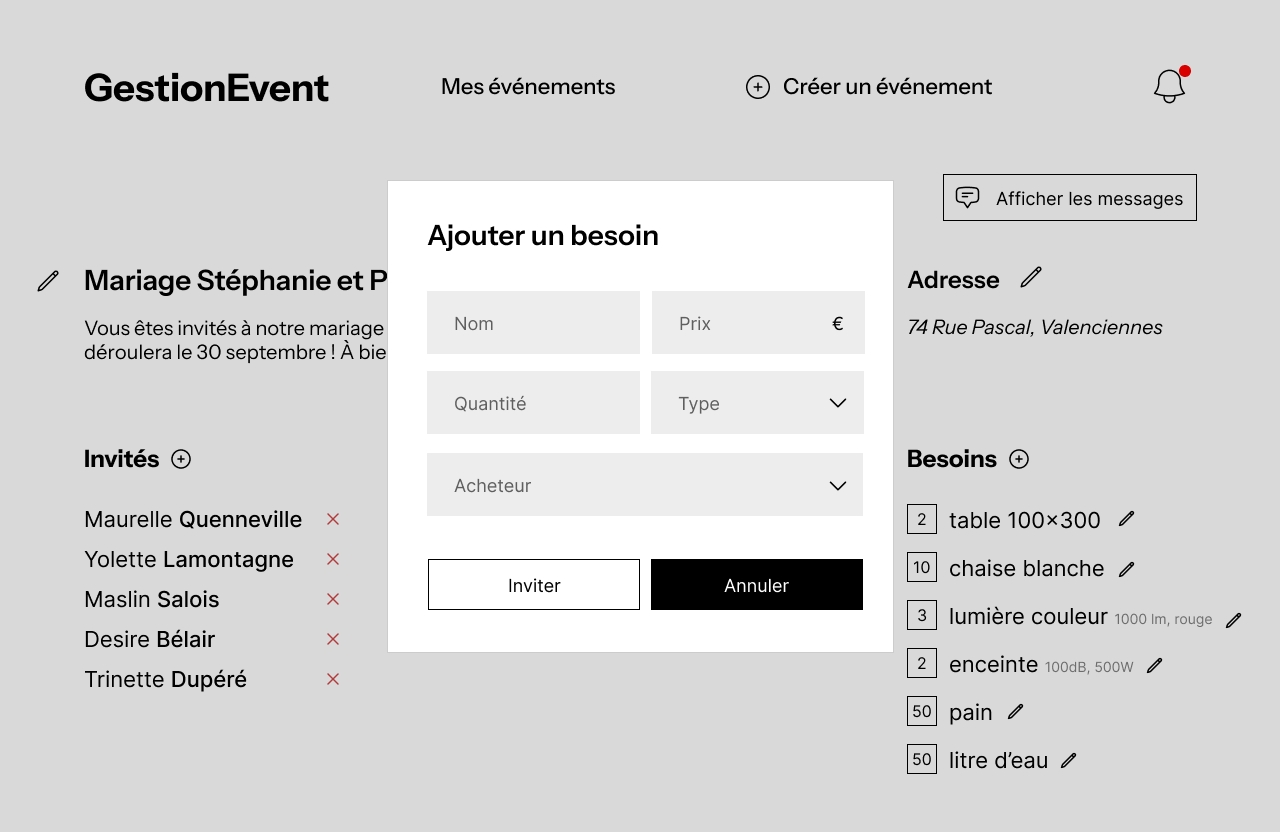 GestionEvent
Mes événements
Créer un événement
Afficher les messages
Mariage Stéphanie et P
Vous êtes invités à notre mariage
déroulera le 30 septembre ! À bie
Adresse
74 Rue Pascal, Valenciennes
Ajouter un besoin
Nom
Prix €
Quantité
Type
Acheteur
Inviter
Annuler
Invités
Maurelle Quenneville
Yolette Lamontagne
Maslin Salois
Desire Bélair
Trinette Dupéré
Besoins
2 table 100×300
10 chaise blanche
3 lumière couleur 1000 lm, rouge
2 enceinte 100dB, 500W
50 pain
50 litre d’eau